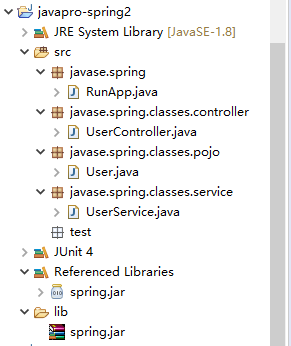 javapro-spring2
JRE System Library [JavaSE-1.8]
src
javase.spring
RunApp.java
javase.spring.classes.controller
UserController.java
javase.spring.classes.pojo
User.java
javase.spring.classes.service
UserService.java
test
JUnit 4
Referenced Libraries
spring.jar
lib
spring.jar